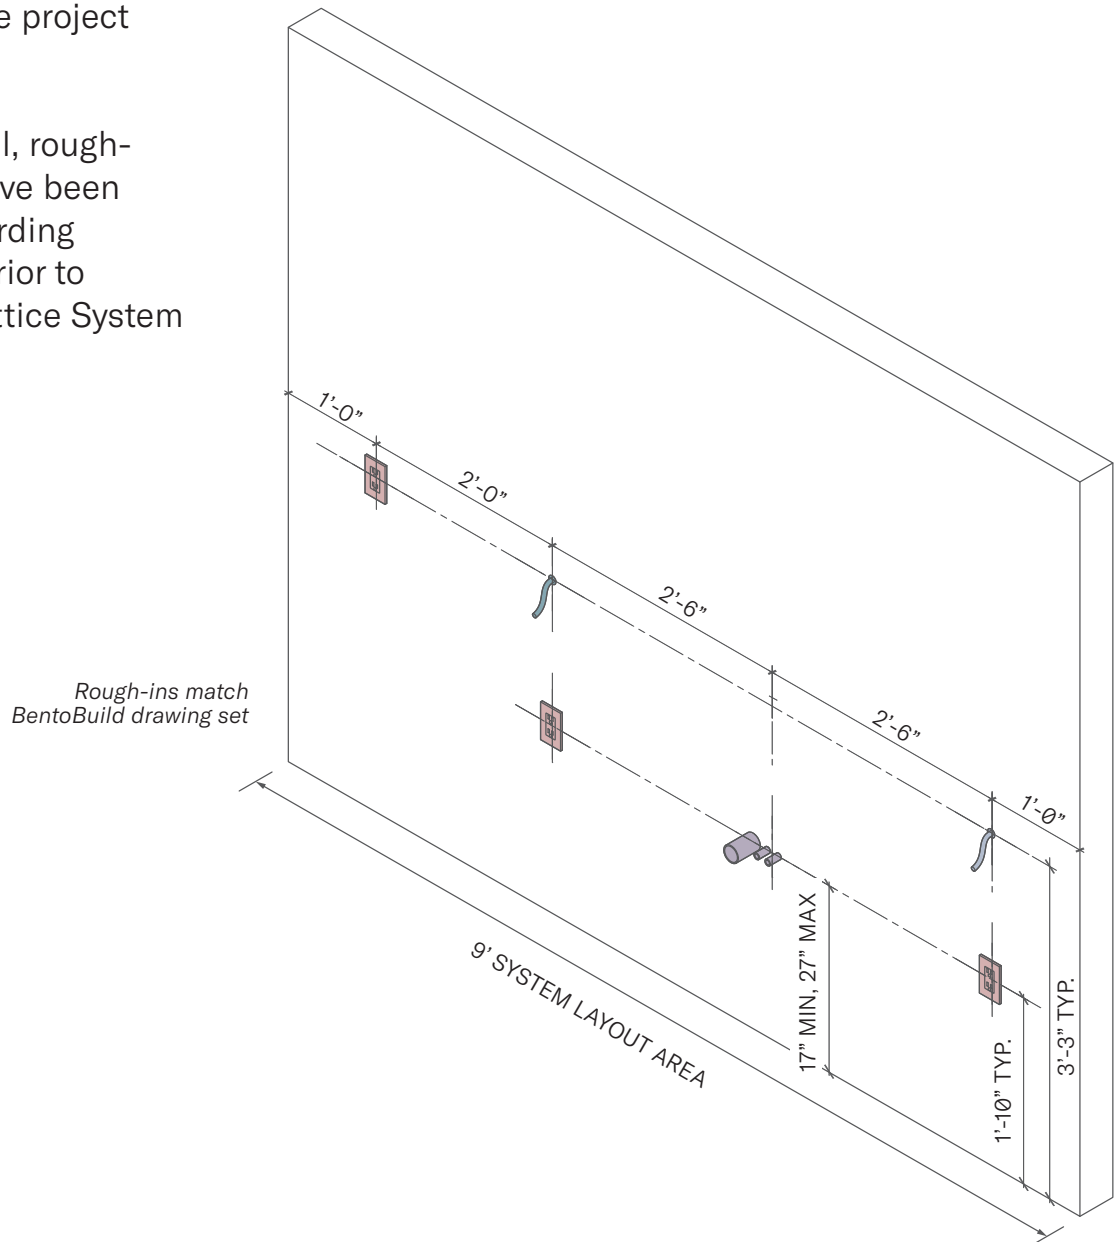 e project
l, rough-
ve been
rding
rior to
ttice System
1’-0”
2’-0”
2’-6”
2’-6”
1’-0”
Rough-ins match
BentoBuild drawing set
9’ SYSTEM LAYOUT AREA
17” MIN, 27” MAX
1’-10” TYP.
3’-3” TYP.